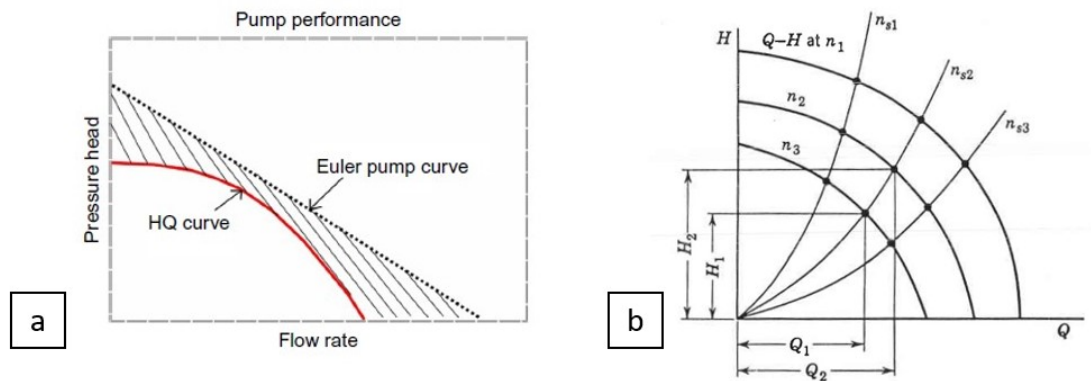 Pump performance
Pressure head
Euler pump curve
HQ curve
Flow rate
a
H
Q–H at n₁
n₂
n₃
nₛ₁
nₛ₂
nₛ₃
H₂
H₁
Q₁
Q₂
Q
b